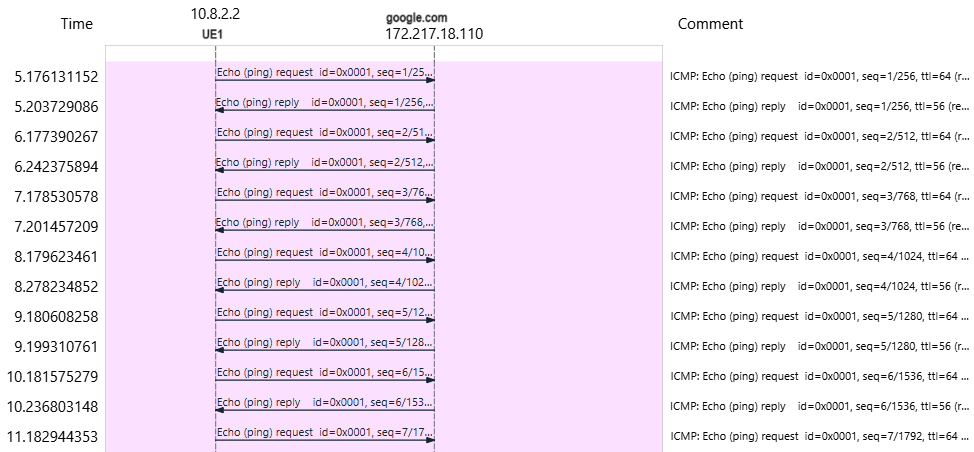 Time 10.8.2.2 UE1 google.com 172.217.18.110 Comment
5.176131152 Echo (ping) request id=0x0001, seq=1/25... ICMP: Echo (ping) request id=0x0001, seq=1/256, ttl=64 (r...
5.203729086 Echo (ping) reply id=0x0001, seq=1/256,... ICMP: Echo (ping) reply id=0x0001, seq=1/256, ttl=56 (re...
6.177390267 Echo (ping) request id=0x0001, seq=2/51... ICMP: Echo (ping) request id=0x0001, seq=2/512, ttl=64 (r...
6.242375894 Echo (ping) reply id=0x0001, seq=2/512,... ICMP: Echo (ping) reply id=0x0001, seq=2/512, ttl=56 (re...
7.178530578 Echo (ping) request id=0x0001, seq=3/76... ICMP: Echo (ping) request id=0x0001, seq=3/768, ttl=64 (r...
7.201457209 Echo (ping) reply id=0x0001, seq=3/768,... ICMP: Echo (ping) reply id=0x0001, seq=3/768, ttl=56 (re...
8.179623461 Echo (ping) request id=0x0001, seq=4/10... ICMP: Echo (ping) request id=0x0001, seq=4/1024, ttl=64 ...
8.278234852 Echo (ping) reply id=0x0001, seq=4/102... ICMP: Echo (ping) reply id=0x0001, seq=4/1024, ttl=56 (r...
9.180608258 Echo (ping) request id=0x0001, seq=5/12... ICMP: Echo (ping) request id=0x0001, seq=5/1280, ttl=64 ...
9.199310761 Echo (ping) reply id=0x0001, seq=5/128... ICMP: Echo (ping) reply id=0x0001, seq=5/1280, ttl=56 (r...
10.181575279 Echo (ping) request id=0x0001, seq=6/15... ICMP: Echo (ping) request id=0x0001, seq=6/1536, ttl=64 ...
10.236803148 Echo (ping) reply id=0x0001, seq=6/153... ICMP: Echo (ping) reply id=0x0001, seq=6/1536, ttl=56 (r...
11.182944353 Echo (ping) request id=0x0001, seq=7/17... ICMP: Echo (ping) request id=0x0001, seq=7/1792, ttl=64 ...